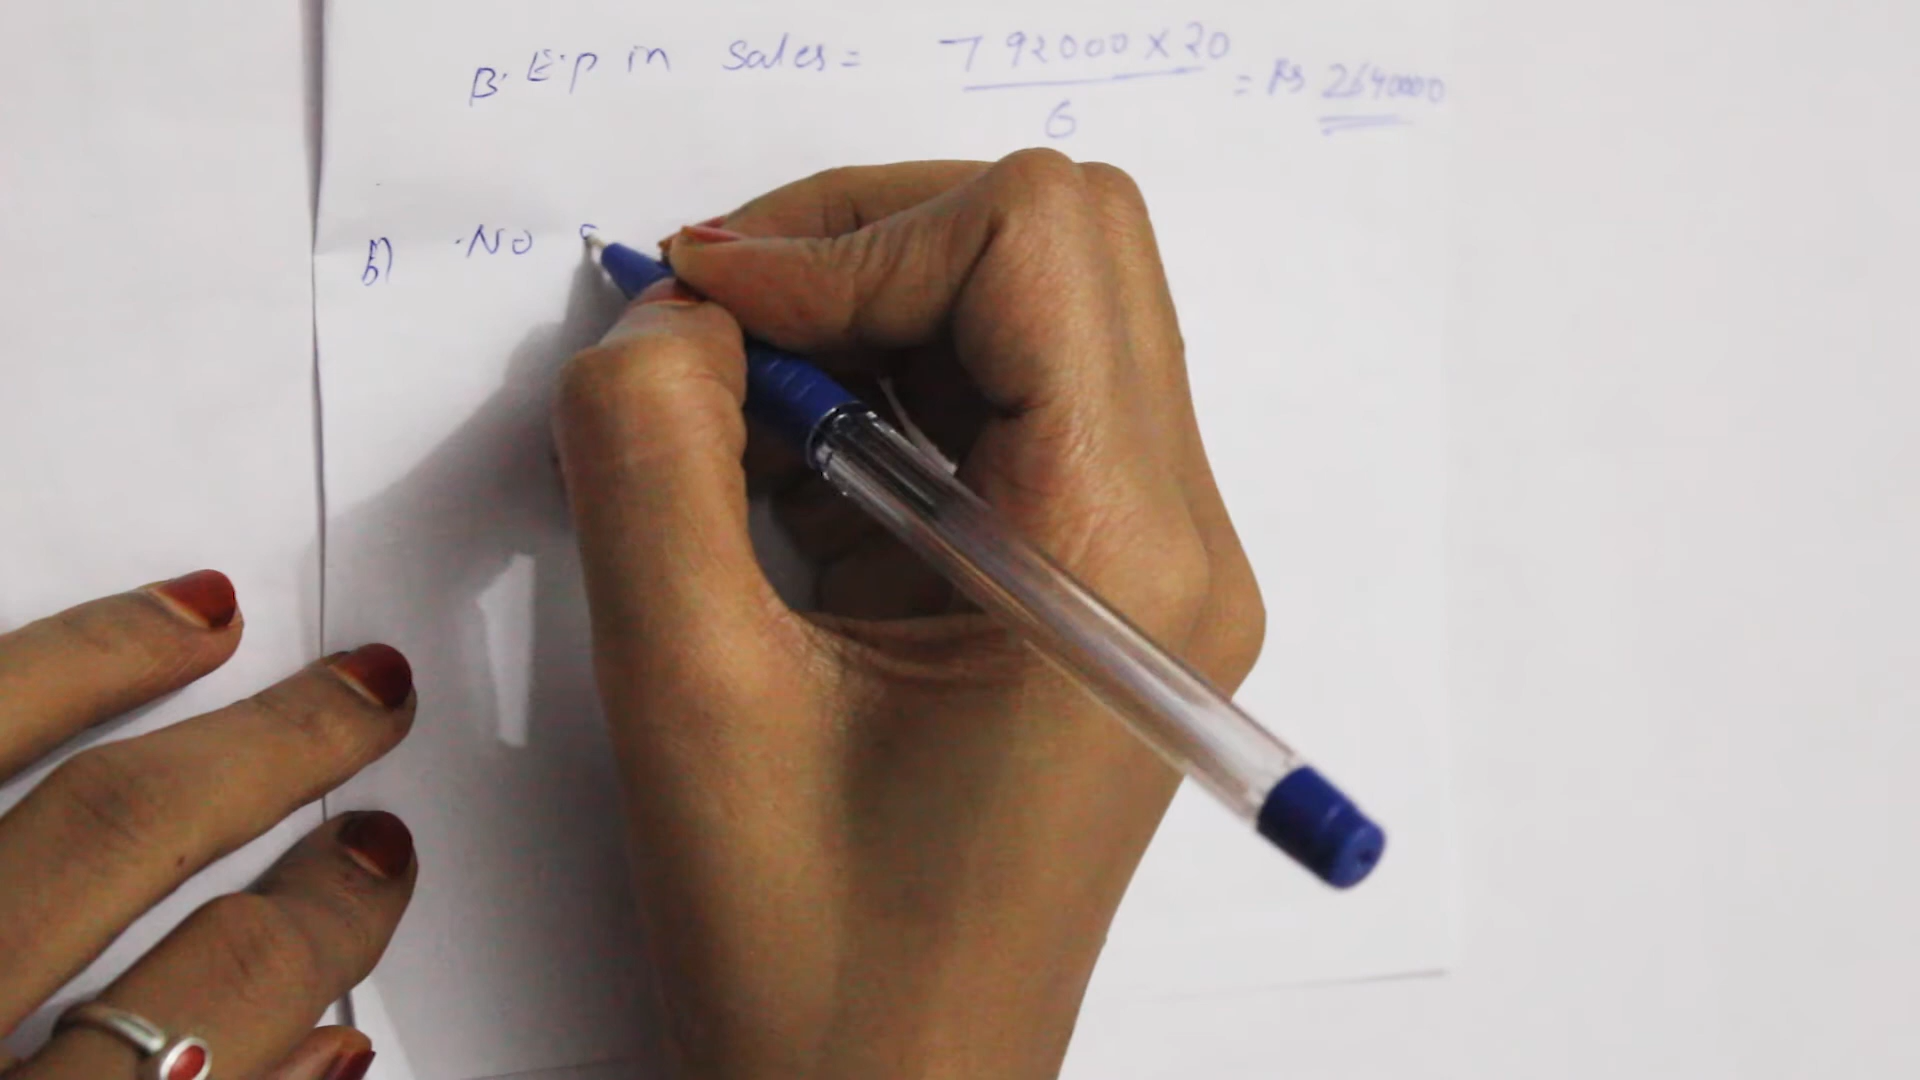 B.E.P in Sales = 792000 x 20
6
= Rs 2640000
b) No